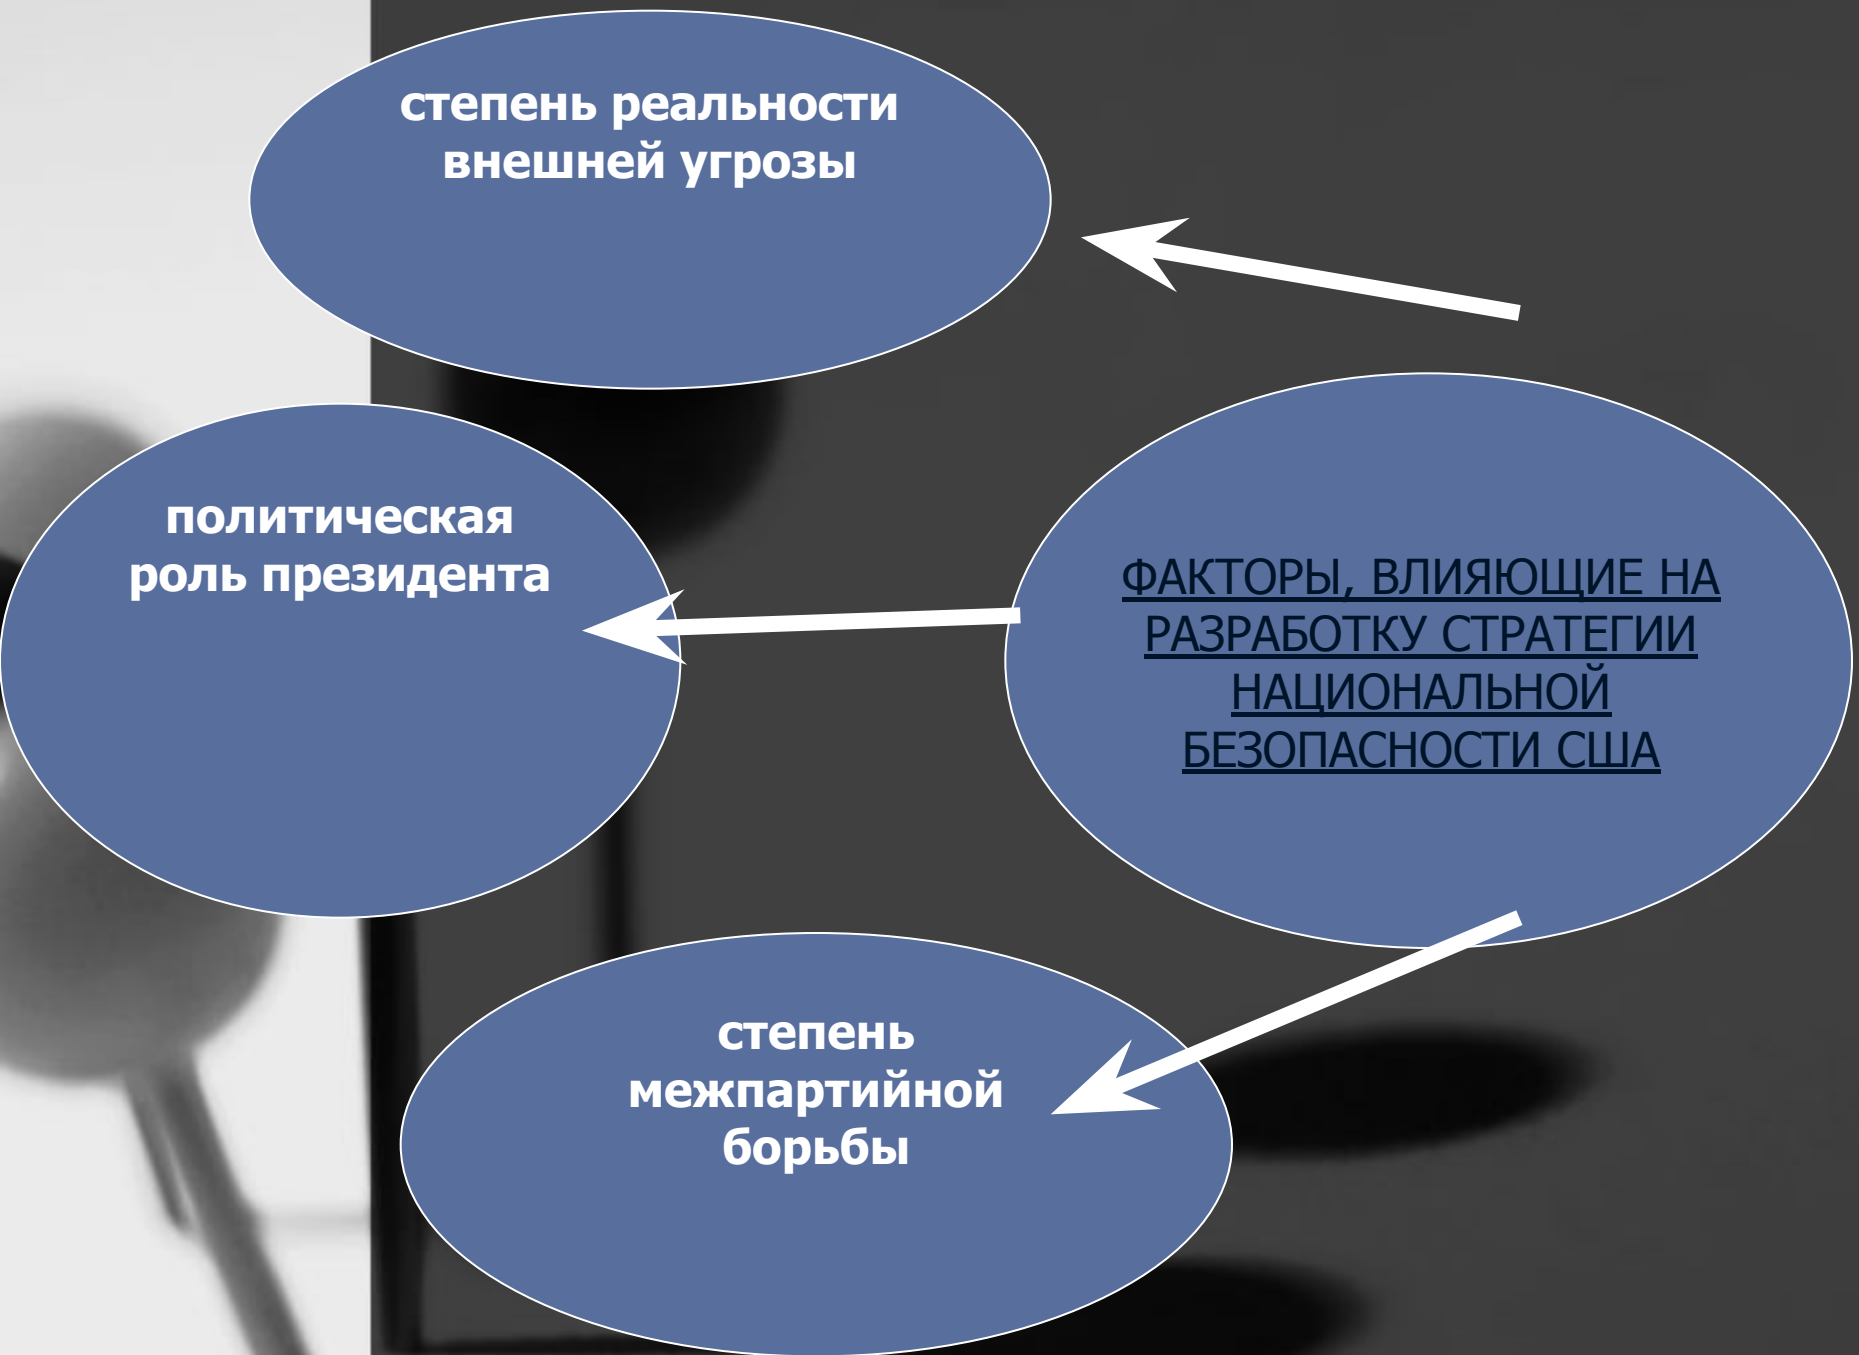 степень реальности
внешней угрозы
политическая
роль президента
ФАКТОРЫ, ВЛИЯЮЩИЕ НА
РАЗРАБОТКУ СТРАТЕГИИ
НАЦИОНАЛЬНОЙ
БЕЗОПАСНОСТИ США
степень
межпартийной
борьбы